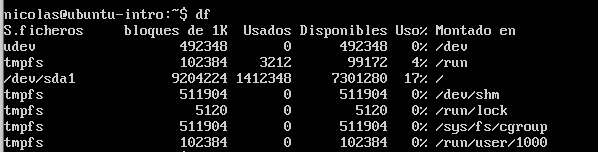 nicolas@ubuntu-intro:~$ df
S.ficheros     bloques de 1K  Usados Disponibles Uso% Montado en
udev                  492348       0      492348   0% /dev
tmpfs                 102384    3212       99172   4% /run
/dev/sda1            9204224 1412348     7301280  17% /
tmpfs                 511904       0      511904   0% /dev/shm
tmpfs                   5120       0        5120   0% /run/lock
tmpfs                 511904       0      511904   0% /sys/fs/cgroup
tmpfs                 102384       0      102384   0% /run/user/1000